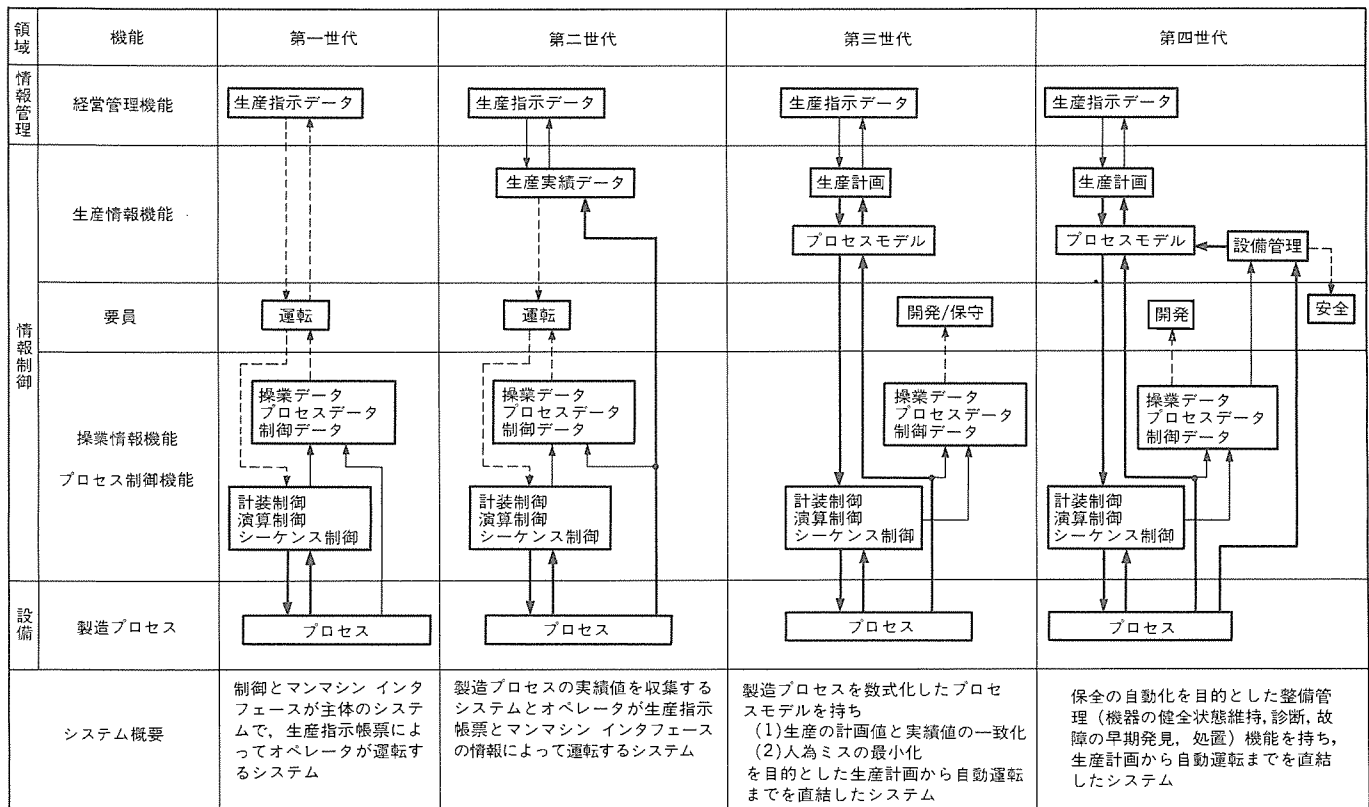 領域
機能
第一世代
第二世代
第三世代
第四世代
情報管理
経営管理機能
生産指示データ
生産指示データ
生産指示データ
生産指示データ
情報制御
生産情報機能
生産実績データ
生産計画
プロセスモデル
生産計画
プロセスモデル
設備管理
要員
運転
運転
開発/保守
開発
安全
操業情報機能
プロセス制御機能
操業データ
プロセスデータ
制御データ
計装制御
演算制御
シーケンス制御
操業データ
プロセスデータ
制御データ
計装制御
演算制御
シーケンス制御
操業データ
プロセスデータ
制御データ
計装制御
演算制御
シーケンス制御
操業データ
プロセスデータ
制御データ
計装制御
演算制御
シーケンス制御
設備
製造プロセス
プロセス
プロセス
プロセス
プロセス
システム概要
制御とマンマシン インタ
フェースが主体のシステ
ムで、生産指示帳票によ
ってオペレータが運転す
るシステム
製造プロセスの実績値を収集する
システムとオペレータが生産指示
帳票とマンマシン インタフェース
の情報によって運転するシステム
製造プロセスを数式化したプロセ
スモデルを持ち
(1)生産の計画値と実績値の一致化
(2)人為ミスの最小化
を目的とした生産計画から自動運転
までを直結したシステム
保全の自動化を目的とした整備管
理（機器の健全状態維持，診断，故
障の早期発見，処置）機能を持ち，
生産計画から自動運転までを直結
したシステム